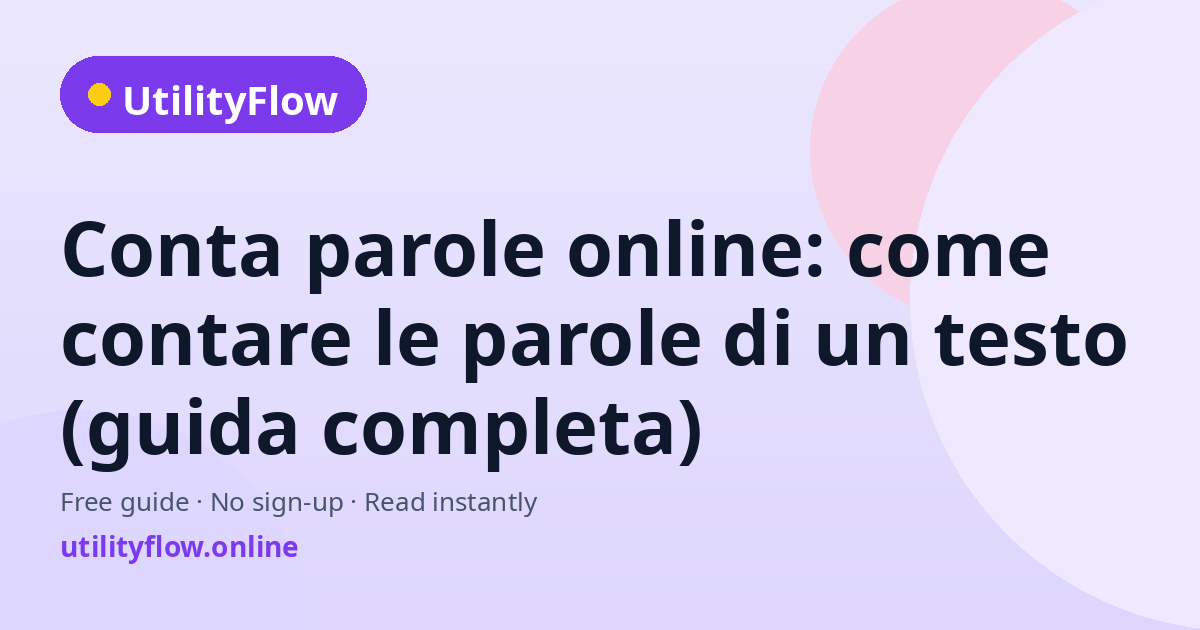 UtilityFlow
Conta parole online: come
contare le parole di un testo
(guida completa)
Free guide · No sign-up · Read instantly
utilityflow.online